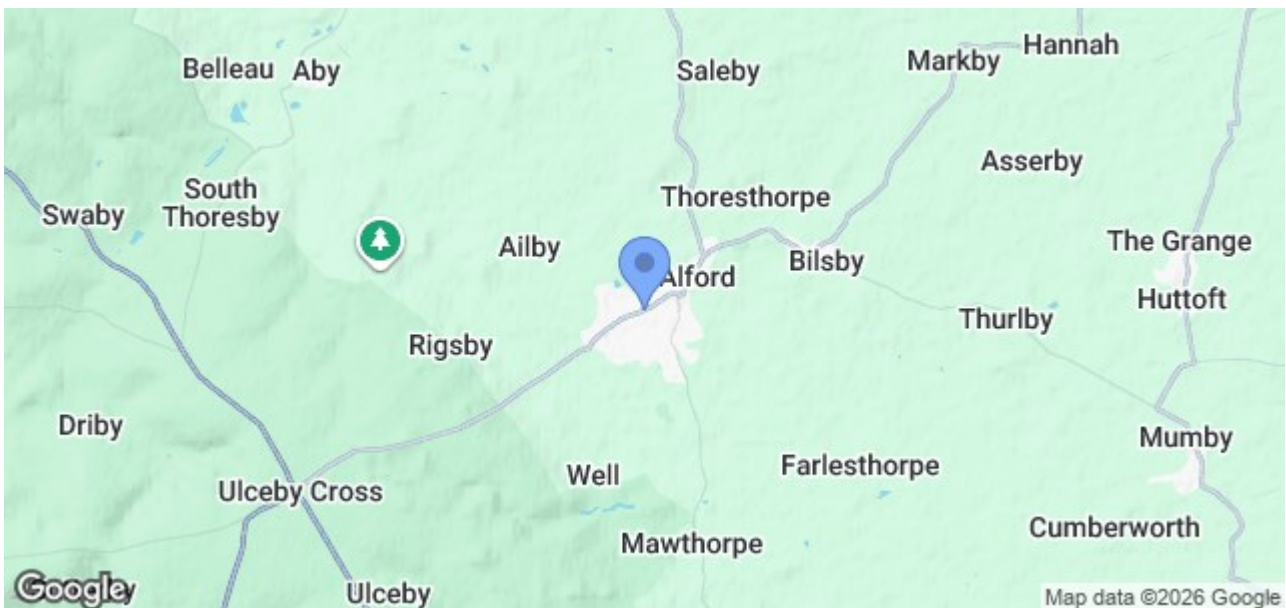 Hannah
Markby
Belleau
Aby
Saleby
Asserby
South
Thoresby
Thoresthorpe
Swaby
The Grange
Ailby
Bilsby
Alford
Huttoft
Thurlby
Rigsby
Driby
Mumby
Farlesthorpe
Well
Ulceby Cross
Cumberworth
Mawthorpe
Google
Ulceby
Map data ©2026 Google